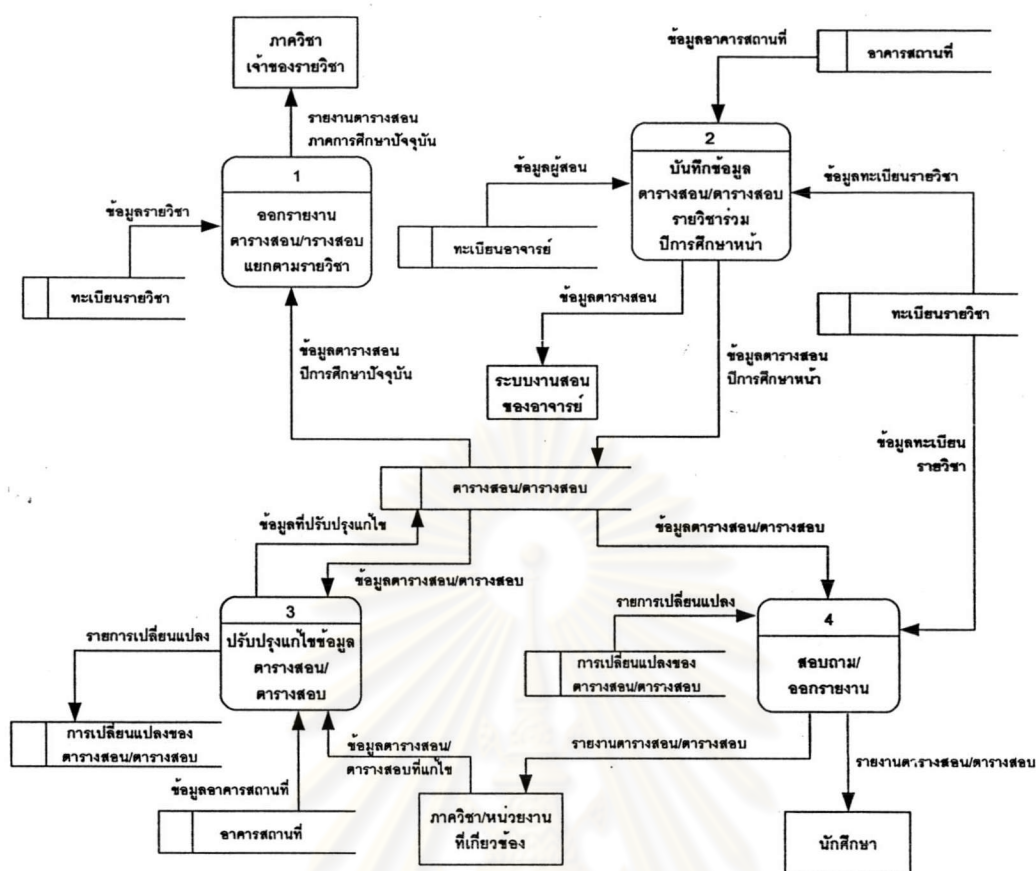 ภาควิชา
เจ้าของรายวิชา
รายงานตารางสอน
ภาคการศึกษาปัจจุบัน
1
ออกรายงาน
ตารางสอน/ารางสอบ
แยกตามรายวิชา
ข้อมูลรายวิชา
ทะเบียนรายวิชา
ข้อมูลตารางสอน
ปีการศึกษาปัจจุบัน
ข้อมูลอาคารสถานที่
อาคารสถานที่
2
บันทึกข้อมูล
ตารางสอน/ตารางสอบ
รายวิชาร่วม
ปีการศึกษาหน้า
ข้อมูลผู้สอน
ทะเบียนอาจารย์
ข้อมูลทะเบียนรายวิชา
ทะเบียนรายวิชา
ข้อมูลตารางสอน
ระบบงานสอน
ของอาจารย์
ข้อมูลตารางสอน
ปีการศึกษาหน้า
ข้อมูลทะเบียน
รายวิชา
ตารางสอน/ตารางสอบ
ข้อมูลที่ปรับปรุงแก้ไข
ข้อมูลตารางสอน/ตารางสอบ
ข้อมูลตารางสอน/ตารางสอบ
3
ปรับปรุงแก้ไขข้อมูล
ตารางสอน/
ตารางสอบ
รายการเปลี่ยนแปลง
การเปลี่ยนแปลงของ
ตารางสอน/ตารางสอบ
ข้อมูลอาคารสถานที่
อาคารสถานที่
ข้อมูลตารางสอน/
ตารางสอบที่แก้ไข
ภาควิชา/หน่วยงาน
ที่เกี่ยวข้อง
รายการเปลี่ยนแปลง
การเปลี่ยนแปลงของ
ตารางสอน/ตารางสอบ
4
สอบถาม/
ออกรายงาน
รายงานตารางสอน/ตารางสอบ
รายงานตารางสอน/ตารางสอบ
นักศึกษา